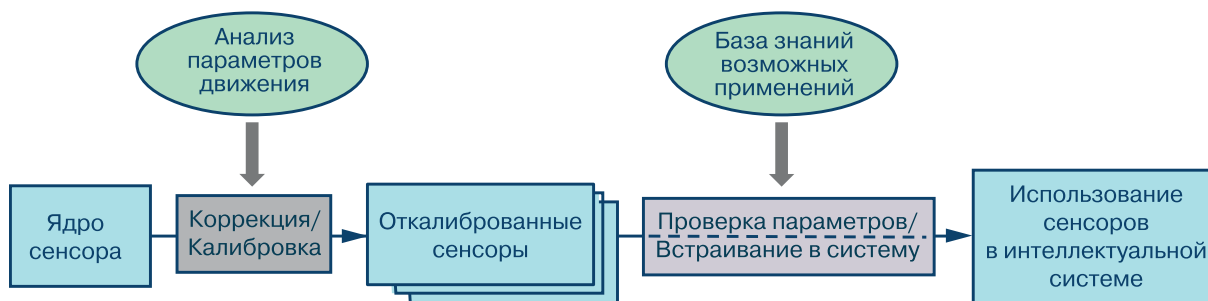 Анализ
параметров
движения
База знаний
возможных
применений
Ядро
сенсора
Коррекция/
Калибровка
Откалиброванные
сенсоры
Проверка параметров/
Встраивание в систему
Использование
сенсоров
в интеллектуальной
системе